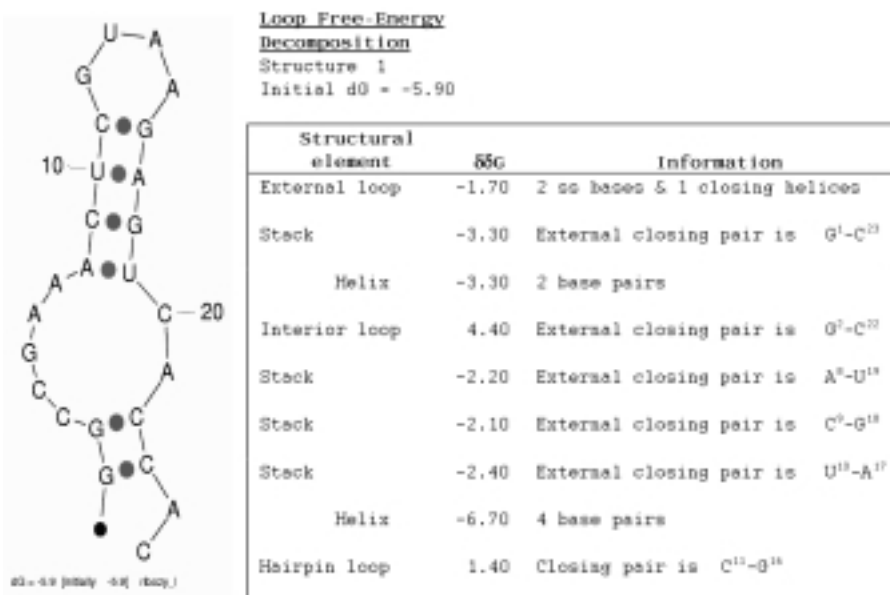 U A
G A
C G
10 U A
C G
A A U
A C 20
G A
C
C C
G
C
G
A
C
Loop Free-Energy
Decomposition
Structure 1
Initial dG = -5.90
Structural element δδG Information
External loop -1.70 2 ss bases & 1 closing helices
Stack -3.30 External closing pair is G¹-C²³
Helix -3.30 2 base pairs
Interior loop 4.40 External closing pair is G²-C²²
Stack -2.20 External closing pair is A⁸-U¹⁹
Stack -2.10 External closing pair is C⁹-G¹⁸
Stack -2.40 External closing pair is U¹⁰-A¹⁷
Helix -6.70 4 base pairs
Hairpin loop 1.40 Closing pair is C¹¹-G¹⁶